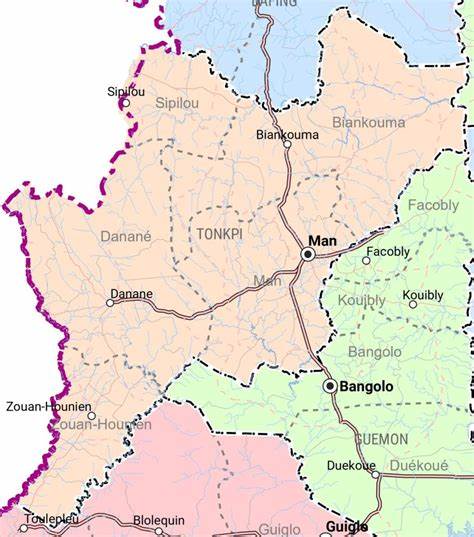 BAFING
Sipilou
Sipilou
Biankouma
Biankouma
Facobly
Danané
TONKPI
Man
Facobly
Man
Danane
Kouibly
Kouibly
Bangolo
Bangolo
Zouan-Hounien
Zouan-Hounien
GUEMON
Duekoue
Duékoué
Toulepleu
Blolequin
Guiglo
Guiglo